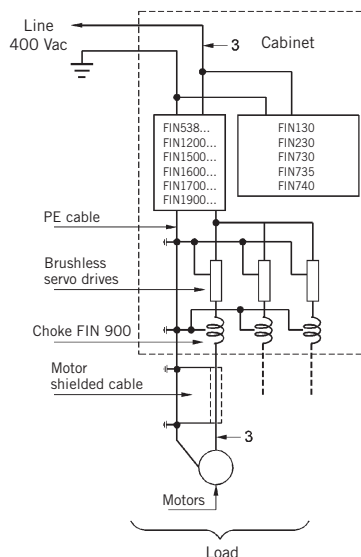 Line
400 Vac
3
Cabinet
FIN538...
FIN1200...
FIN1500...
FIN1600...
FIN1700...
FIN1900...
FIN130
FIN230
FIN730
FIN735
FIN740
PE cable
Brushless
servo drives
Choke FIN 900
Motor
shielded cable
3
Motors
Load